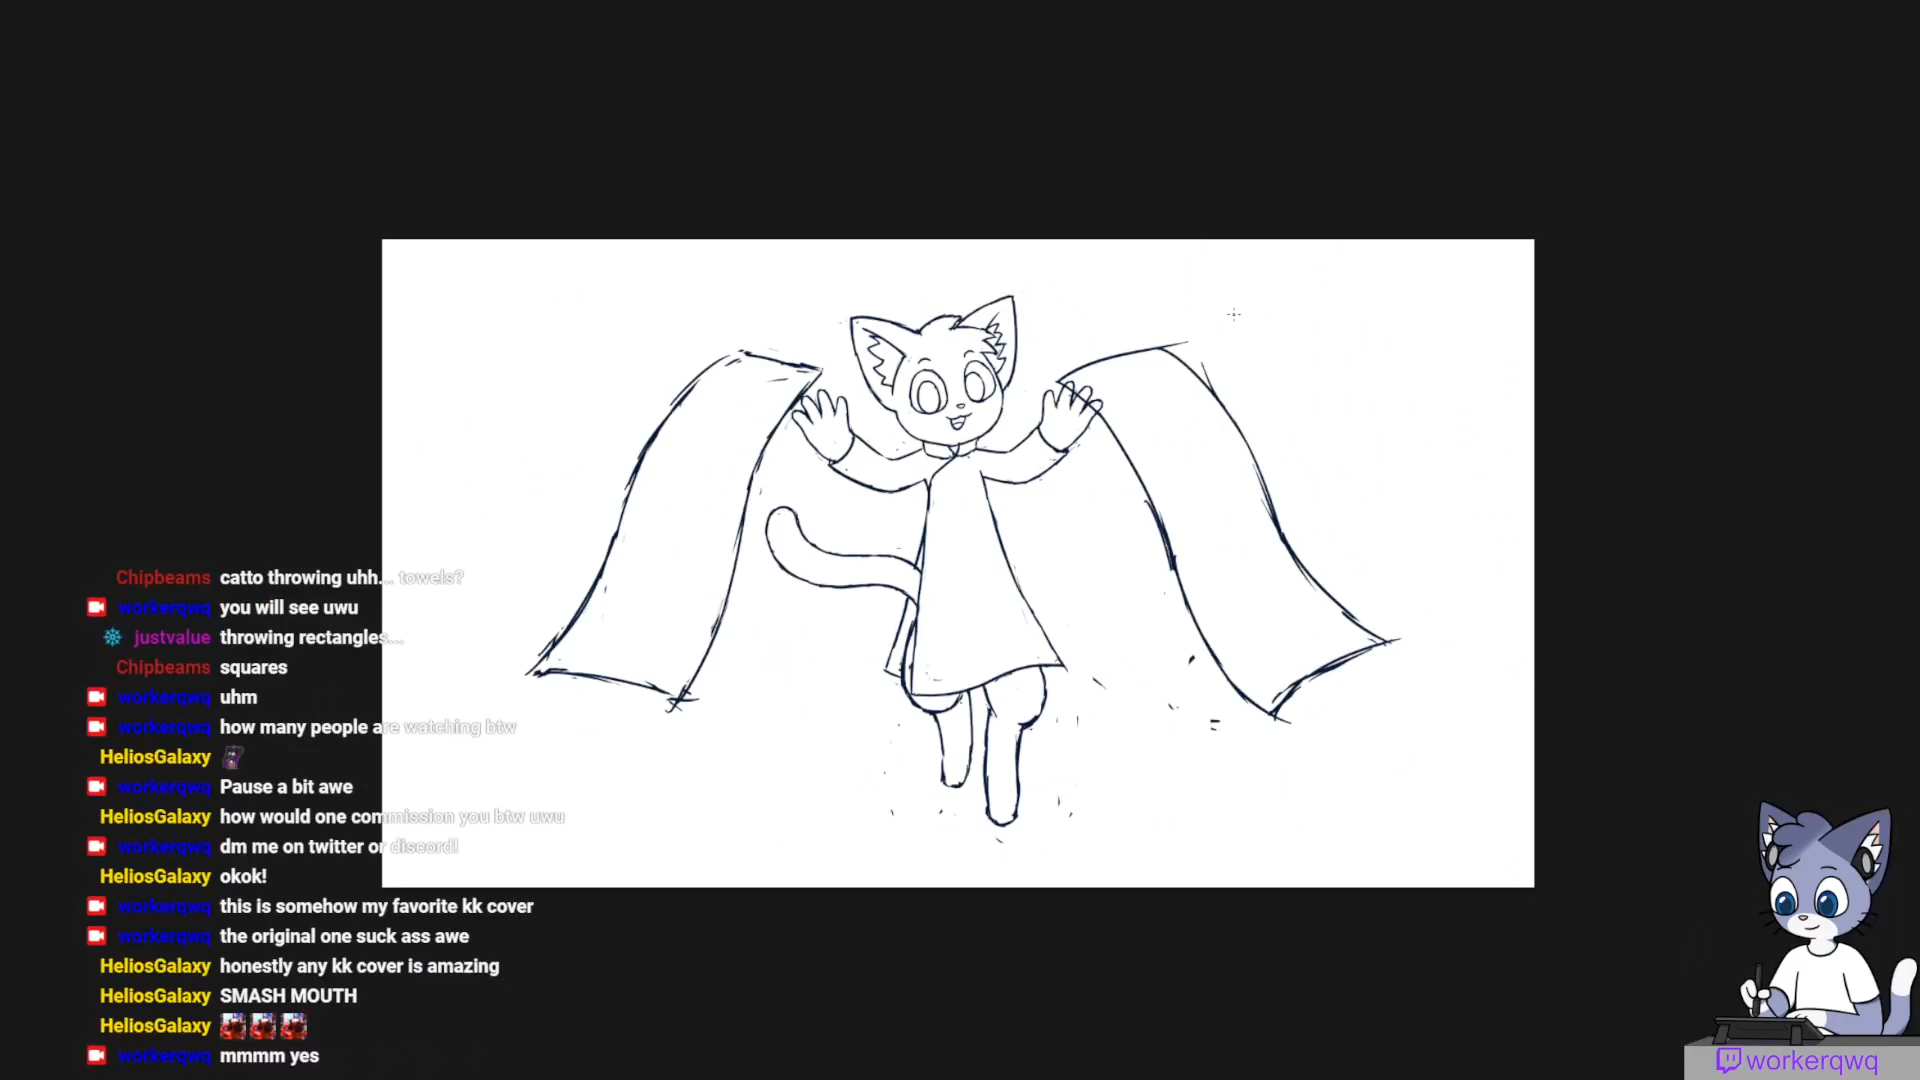 Chipbeams catto throwing uhh... towels?
workerqwq you will see uwu
justvalue throwing rectangles...
Chipbeams squares
workerqwq uhm
workerqwq how many people are watching btw
HeliosGalaxy
workerqwq Pause a bit awe
HeliosGalaxy how would one commission you btw uwu
workerqwq dm me on twitter or discord!
HeliosGalaxy okok!
workerqwq this is somehow my favorite kk cover
workerqwq the original one suck ass awe
HeliosGalaxy honestly any kk cover is amazing
HeliosGalaxy SMASH MOUTH
HeliosGalaxy
workerqwq mmmm yes
workerqwq